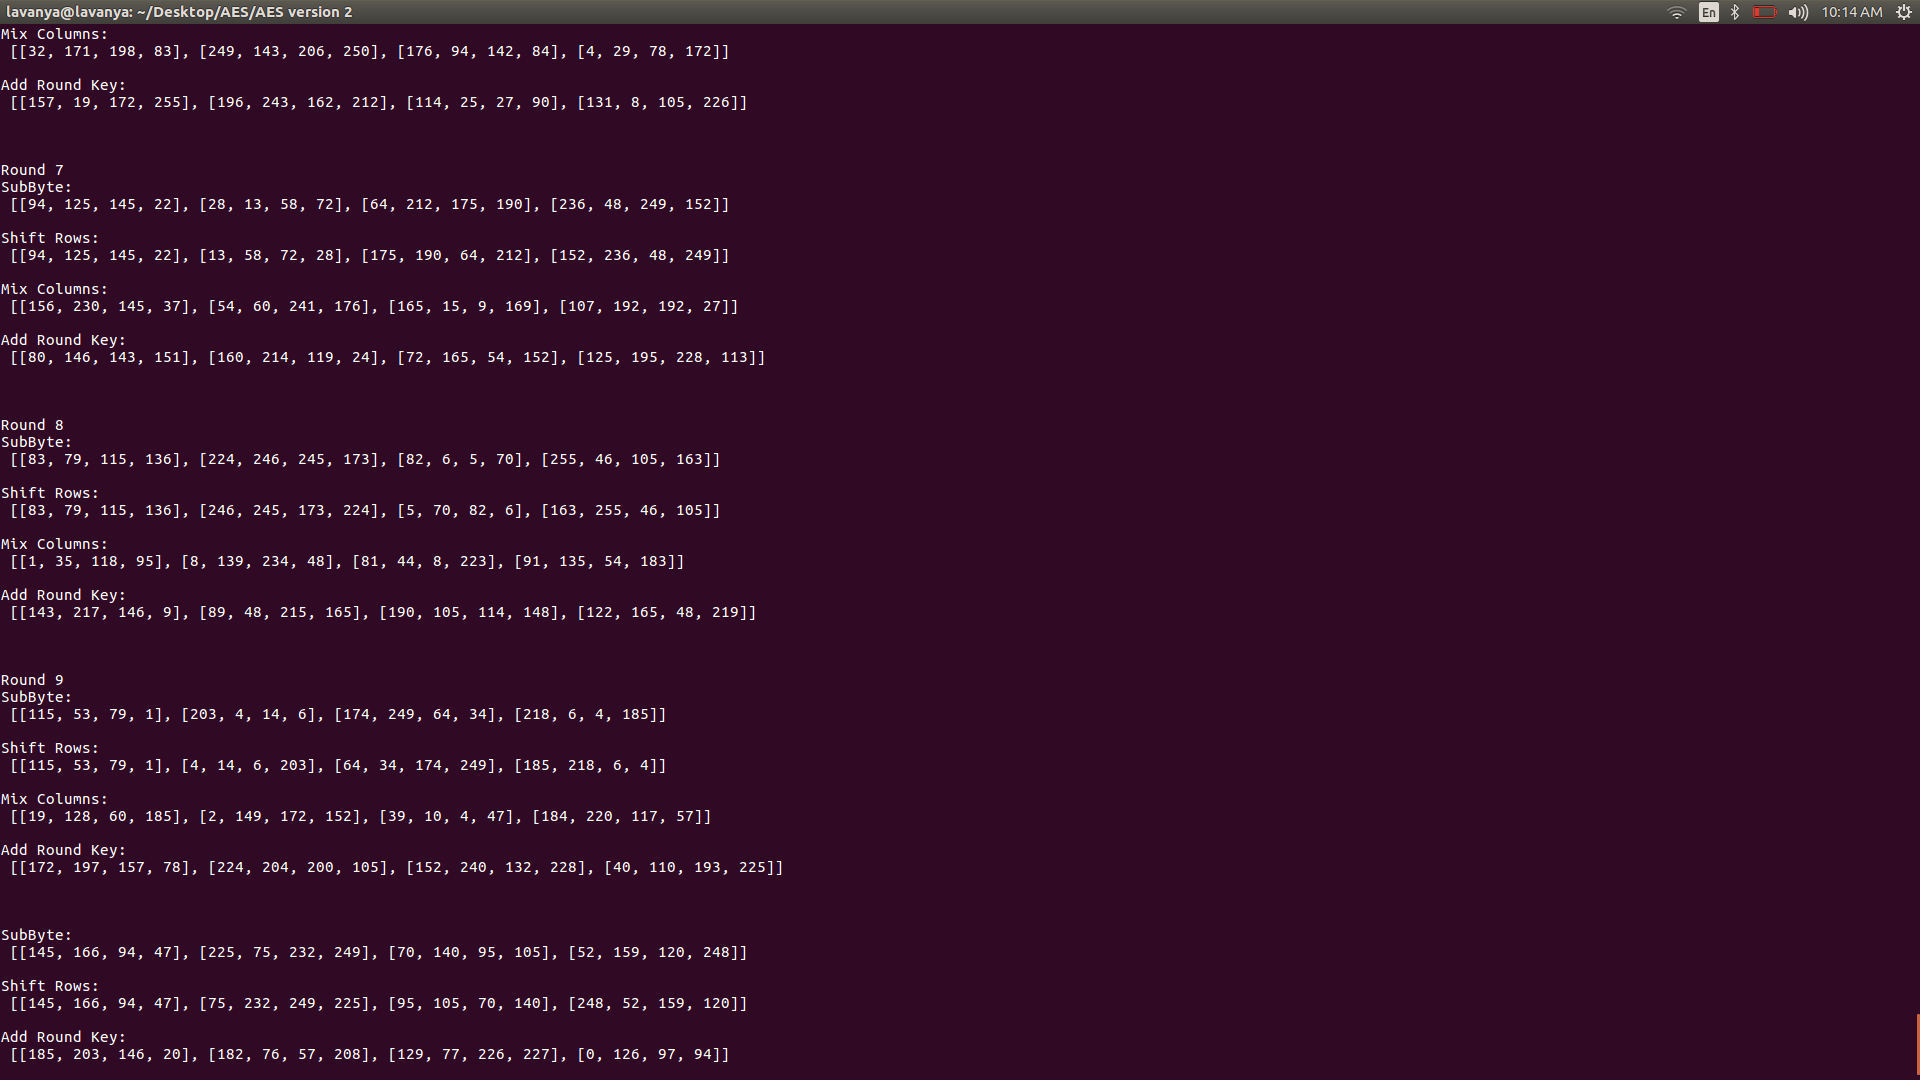 lavanya@lavanya: ~/Desktop/AES/AES version 2
En
10:14 AM
Mix Columns:
[[32, 171, 198, 83], [249, 143, 206, 250], [176, 94, 142, 84], [4, 29, 78, 172]]
Add Round Key:
[[157, 19, 172, 255], [196, 243, 162, 212], [114, 25, 27, 90], [131, 8, 105, 226]]
Round 7
SubByte:
[[94, 125, 145, 22], [28, 13, 58, 72], [64, 212, 175, 190], [236, 48, 249, 152]]
Shift Rows:
[[94, 125, 145, 22], [13, 58, 72, 28], [175, 190, 64, 212], [152, 236, 48, 249]]
Mix Columns:
[[156, 230, 145, 37], [54, 60, 241, 176], [165, 15, 9, 169], [107, 192, 192, 27]]
Add Round Key:
[[80, 146, 143, 151], [160, 214, 119, 24], [72, 165, 54, 152], [125, 195, 228, 113]]
Round 8
SubByte:
[[83, 79, 115, 136], [224, 246, 245, 173], [82, 6, 5, 70], [255, 46, 105, 163]]
Shift Rows:
[[83, 79, 115, 136], [246, 245, 173, 224], [5, 70, 82, 6], [163, 255, 46, 105]]
Mix Columns:
[[1, 35, 118, 95], [8, 139, 234, 48], [81, 44, 8, 223], [91, 135, 54, 183]]
Add Round Key:
[[143, 217, 146, 9], [89, 48, 215, 165], [190, 105, 114, 148], [122, 165, 48, 219]]
Round 9
SubByte:
[[115, 53, 79, 1], [203, 4, 14, 6], [174, 249, 64, 34], [218, 6, 4, 185]]
Shift Rows:
[[115, 53, 79, 1], [4, 14, 6, 203], [64, 34, 174, 249], [185, 218, 6, 4]]
Mix Columns:
[[19, 128, 60, 185], [2, 149, 172, 152], [39, 10, 4, 47], [184, 220, 117, 57]]
Add Round Key:
[[172, 197, 157, 78], [224, 204, 200, 105], [152, 240, 132, 228], [40, 110, 193, 225]]
SubByte:
[[145, 166, 94, 47], [225, 75, 232, 249], [70, 140, 95, 105], [52, 159, 120, 248]]
Shift Rows:
[[145, 166, 94, 47], [75, 232, 249, 225], [95, 105, 70, 140], [248, 52, 159, 120]]
Add Round Key:
[[185, 203, 146, 20], [182, 76, 57, 208], [129, 77, 226, 227], [0, 126, 97, 94]]